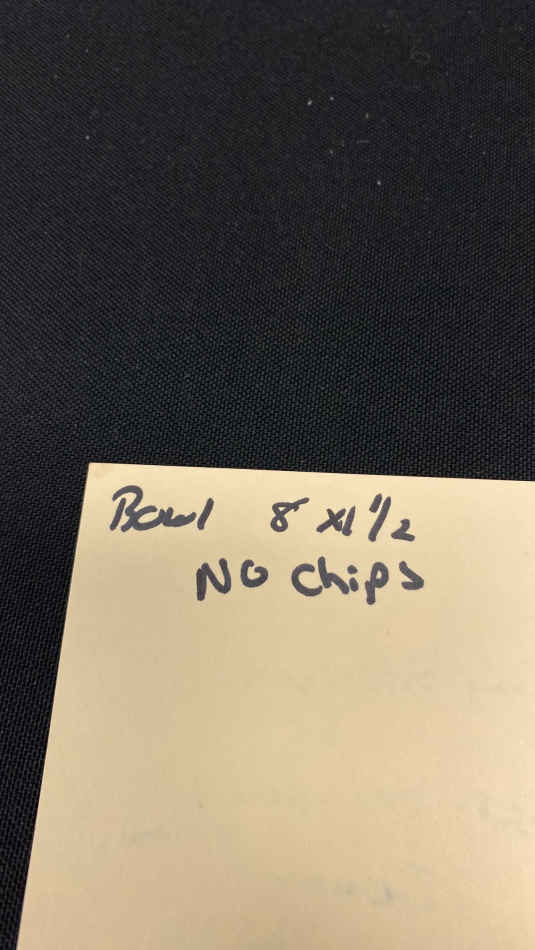 Bowl 8 x1 1/2
NO chips